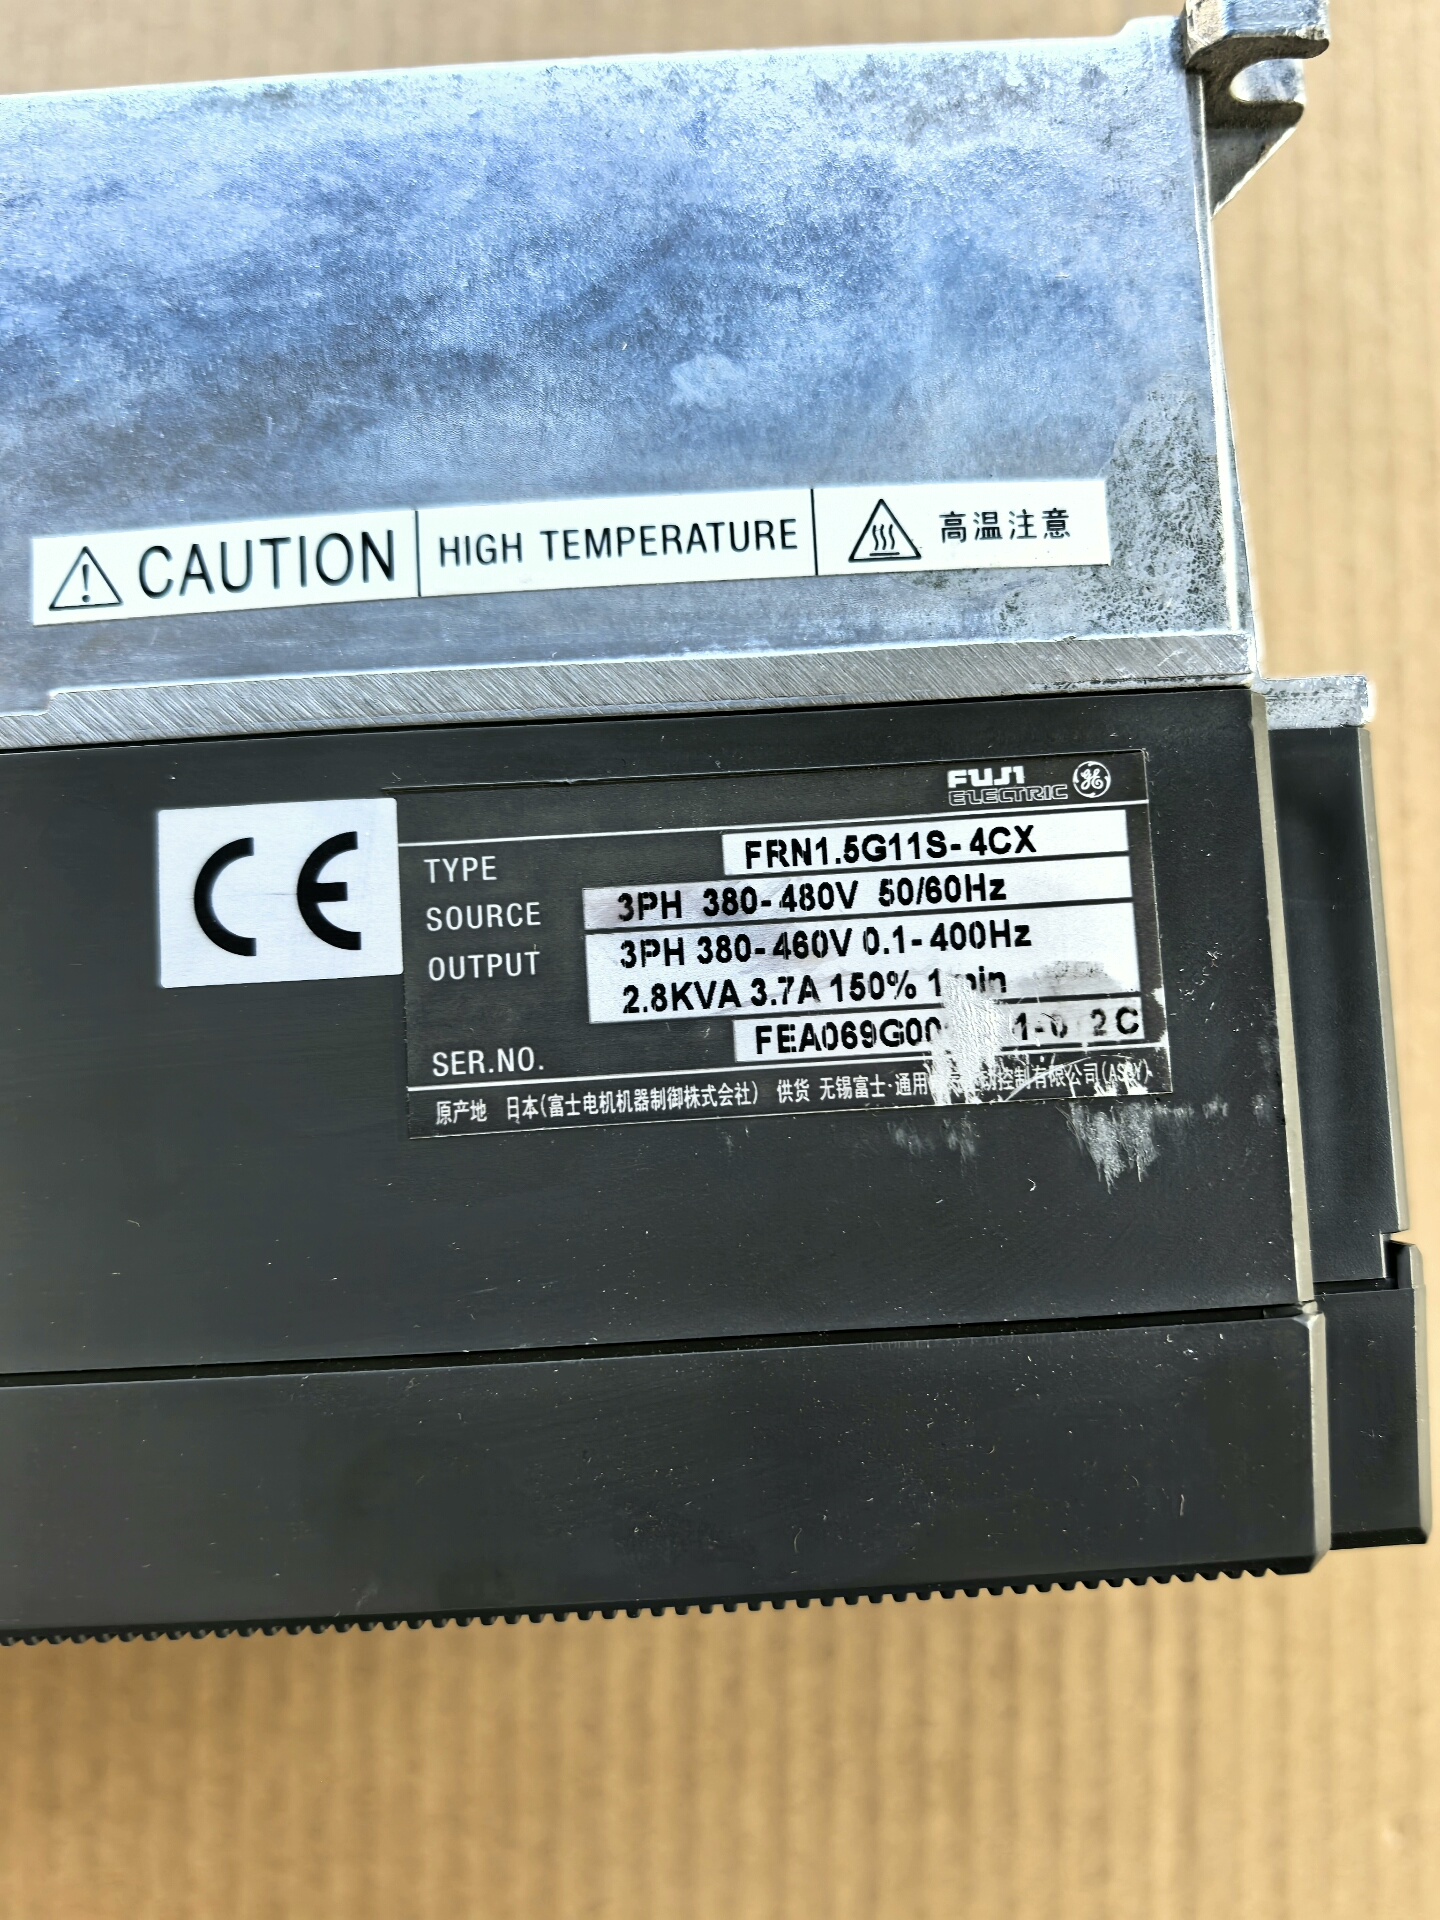 CAUTION HIGH TEMPERATURE 高温注意
CE
FUJI
ELECTRIC GE
TYPE FRN1.5G11S-4CX
SOURCE 3PH 380-480V 50/60Hz
OUTPUT 3PH 380-460V 0.1-400Hz
2.8KVA 3.7A 150%
SER.NO.
原产地 日本(富士电机机器制御株式会社) 供货 无锡富士·通用